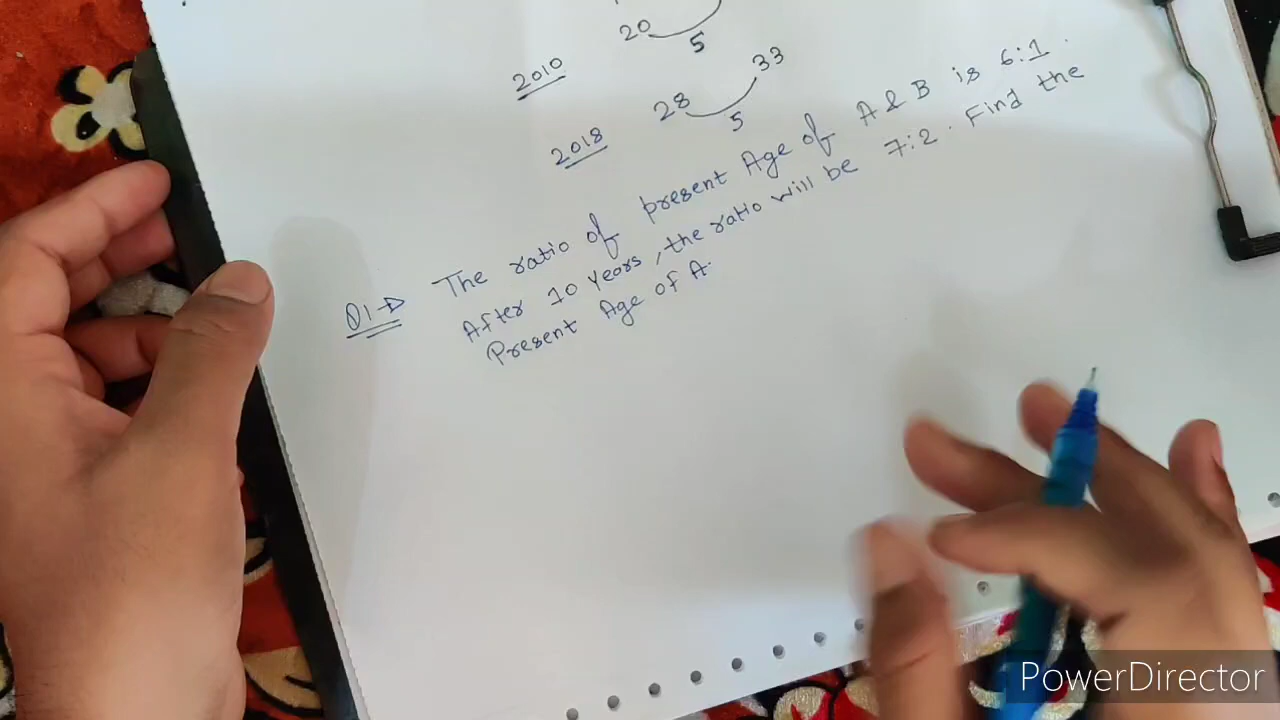 20
5
2010
28 33
5
2018
Q1→ The ratio of present Age of A & B is 6:1.
After 10 Years, the ratio will be 7:2. Find the
Present Age of A.
PowerDirector